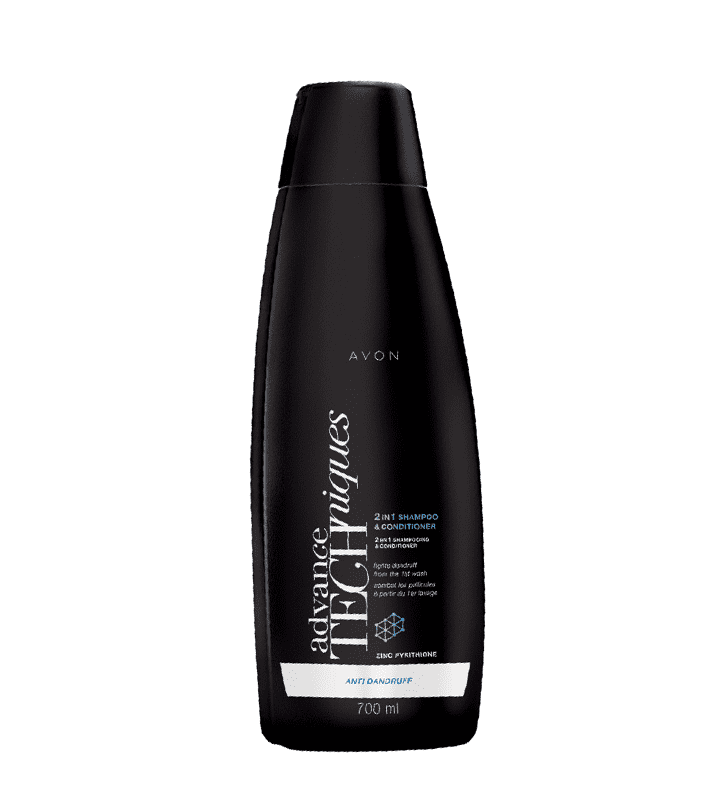 AVON
advance
TECHniques
2 IN 1 SHAMPOO
& CONDITIONER
2 EN 1 SHAMPOOING
& CONDITIONER
fights dandruff
from the 1st wash
combat les pellicules
à partir du 1er lavage
ZINC PYRITHIONE
ANTI DANDRUFF
700 ml